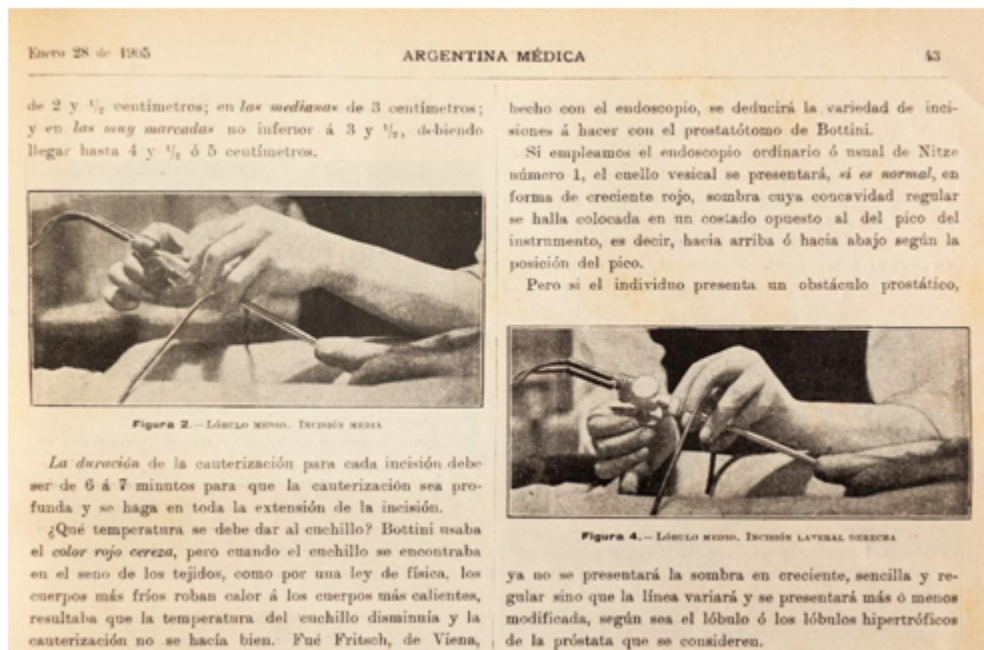 Enero 28 de 1905
ARGENTINA MÉDICA
43
de 2 y 1/2 centímetros; en las medianas de 3 centímetros;
y en las muy marcadas no inferior á 3 y 1/2, debiendo
llegar hasta 4 y 1/2 ó 5 centímetros.
Figura 2.—LÓBULO MEDIO. INCISIÓN MEDIA
La duración de la cauterización para cada incisión debe
ser de 6 á 7 minutos para que la cauterización sea pro-
funda y se haga en toda la extensión de la incisión.
¿Qué temperatura se debe dar al cuchillo? Bottini usaba
el color rojo cereza, pero cuando el cuchillo se encontraba
en el seno de los tejidos, como por una ley de física, los
cuerpos más fríos roban calor á los cuerpos más calientes,
resultaba que la temperatura del cuchillo disminuía y la
cauterización no se hacía bien. Fué Fritsch, de Viena,
hecho con el endoscopio, se deducirá la variedad de inci-
siones á hacer con el prostatótomo de Bottini.
Si empleamos el endoscopio ordinario ó usual de Nitze
número 1, el cuello vesical se presentará, si es normal, en
forma de creciente rojo, sombra cuya concavidad regular
se halla colocada en un costado opuesto al del pico del
instrumento, es decir, hacia arriba ó hacia abajo según la
posición del pico.
Pero si el individuo presenta un obstáculo prostático,
Figura 4.—LÓBULO MEDIO. INCISIÓN LATERAL DERECHA
ya no se presentará la sombra en creciente, sencilla y re-
gular sino que la línea variará y se presentará más ó menos
modificada, según sea el lóbulo ó los lóbulos hipertróficos
de la próstata que se consideren.